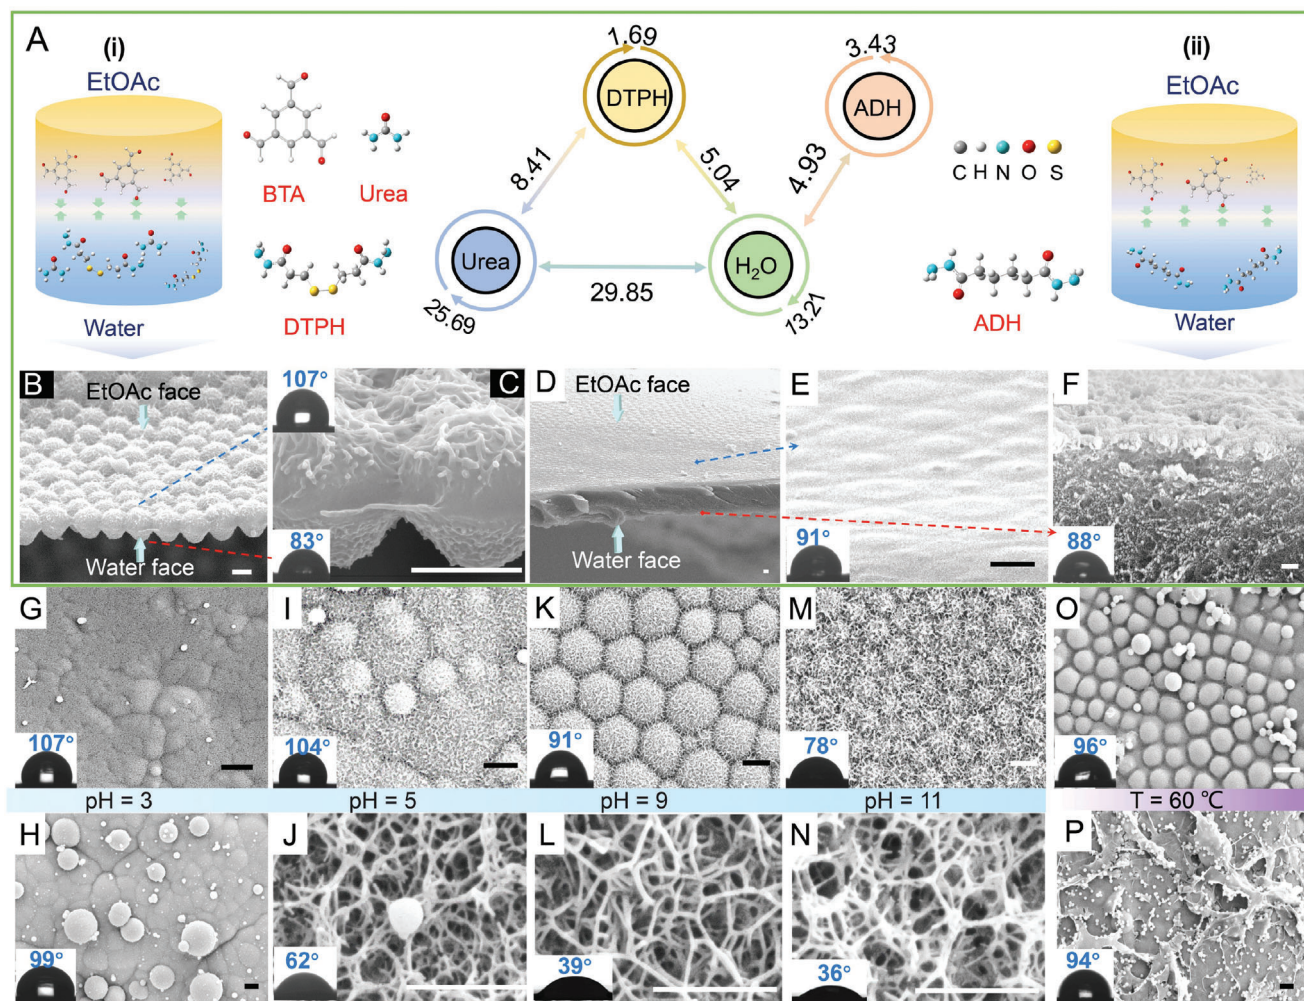 A
(i)
EtOAc
Water
BTA
Urea
DTPH
1.69
DTPH
3.43
ADH
8.41
5.04
4.93
Urea
25.69
29.85
H₂O
13.21
C H N O S
ADH
(ii)
EtOAc
Water
B
EtOAc face
Water face
107°
C
83°
D
EtOAc face
Water face
E
91°
F
88°
G
107°
I
104°
K
91°
M
78°
O
96°
pH = 3
pH = 5
pH = 9
pH = 11
T = 60 ℃
H
99°
J
62°
L
39°
N
36°
P
94°